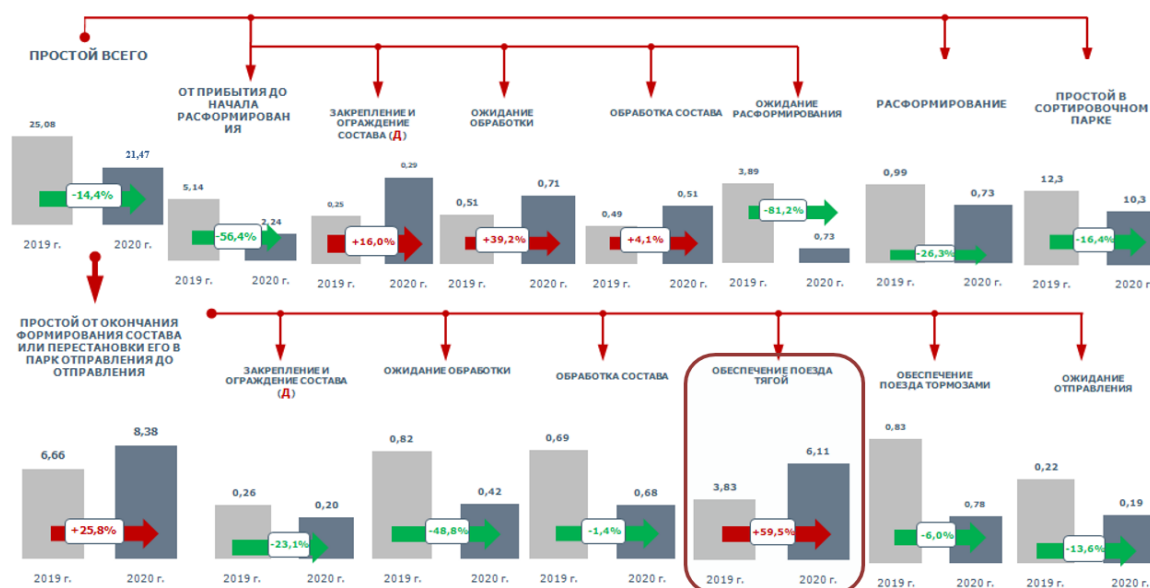 ПРОСТОЙ ВСЕГО
25,08
21,47
-14,4%
2019 г.
2020 г.
ОТ ПРИБЫТИЯ ДО
НАЧАЛА
РАСФОРМИРОВАН
ИЯ
5,14
2,24
-56,4%
2019 г.
2020 г.
ЗАКРЕПЛЕНИЕ И
ОГРАЖДЕНИЕ
СОСТАВА (Д)
0,25
0,29
+16,0%
2019 г.
2020 г.
ОЖИДАНИЕ
ОБРАБОТКИ
0,51
0,71
+39,2%
2019 г.
2020 г.
ОБРАБОТКА СОСТАВА
0,49
0,51
+4,1%
2019 г.
2020 г.
ОЖИДАНИЕ
РАСФОРМИРОВАНИЯ
3,89
0,73
-81,2%
2019 г.
2020 г.
РАСФОРМИРОВАНИЕ
0,99
0,73
-26,3%
2019 г.
2020 г.
ПРОСТОЙ В
СОРТИРОВОЧНОМ
ПАРКЕ
12,3
10,3
-16,4%
2019 г.
2020 г.
ПРОСТОЙ ОТ ОКОНЧАНИЯ
ФОРМИРОВАНИЯ СОСТАВА
ИЛИ ПЕРЕСТАНОВКИ ЕГО В
ПАРК ОТПРАВЛЕНИЯ ДО
ОТПРАВЛЕНИЯ
6,66
8,38
+25,8%
2019 г.
2020 г.
ЗАКРЕПЛЕНИЕ И
ОГРАЖДЕНИЕ СОСТАВА
(Д)
0,26
0,20
-23,1%
2019 г.
2020 г.
ОЖИДАНИЕ ОБРАБОТКИ
0,82
0,42
-48,8%
2019 г.
2020 г.
ОБРАБОТКА СОСТАВА
0,69
0,68
-1,4%
2019 г.
2020 г.
ОБЕСПЕЧЕНИЕ ПОЕЗДА
ТЯГОЙ
3,83
6,11
+59,5%
2019 г.
2020 г.
ОБЕСПЕЧЕНИЕ
ПОЕЗДА ТОРМОЗАМИ
0,83
0,78
-6,0%
2019 г.
2020 г.
ОЖИДАНИЕ
ОТПРАВЛЕНИЯ
0,22
0,19
-13,6%
2019 г.
2020 г.